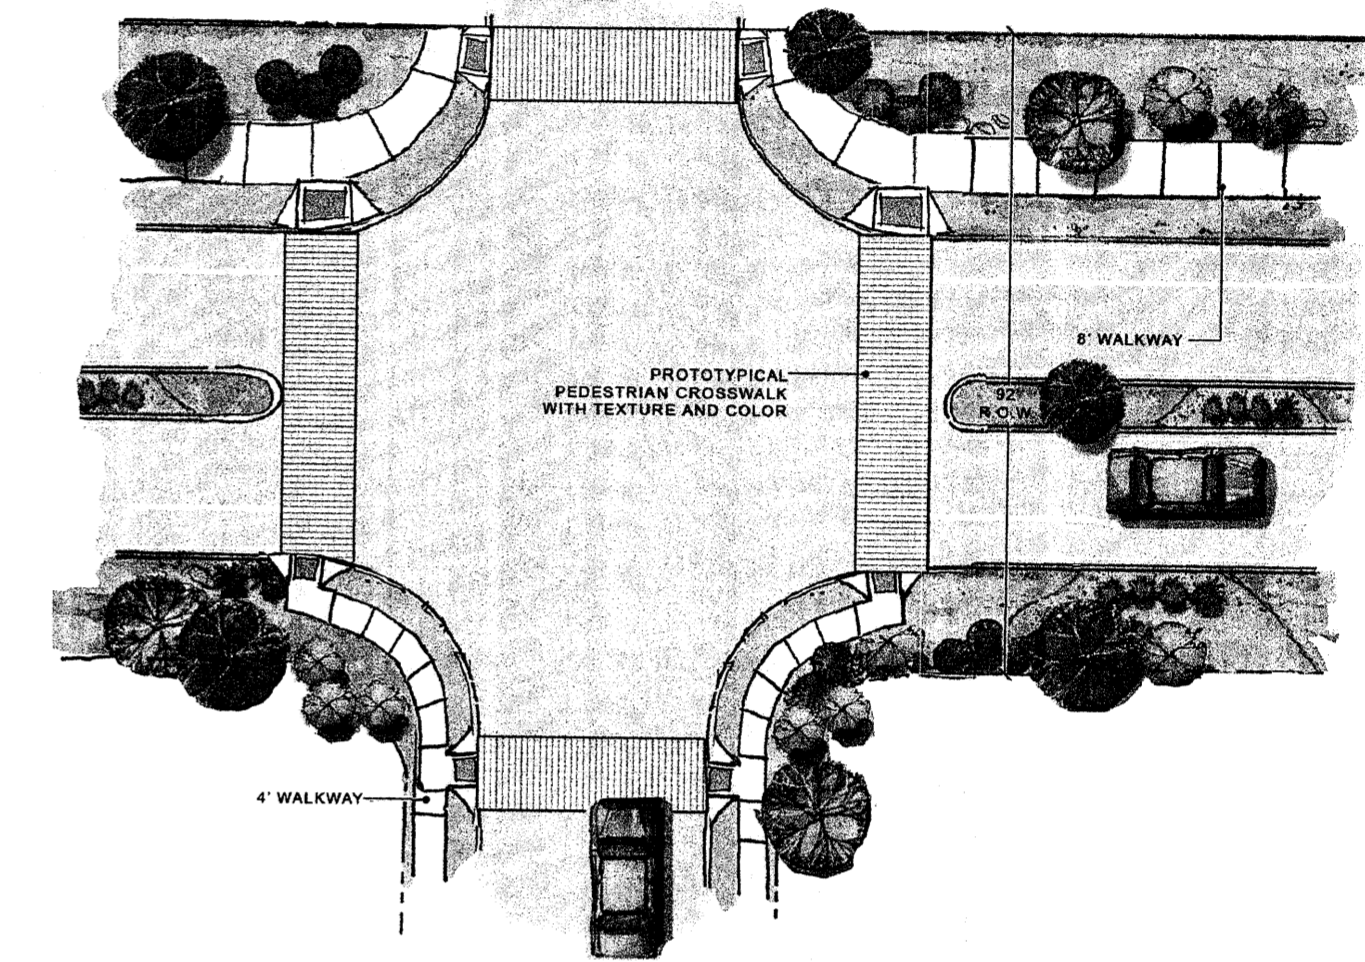 8' WALKWAY
PROTOTYPICAL
PEDESTRIAN CROSSWALK
WITH TEXTURE AND COLOR
92'
R.O.W.
4' WALKWAY